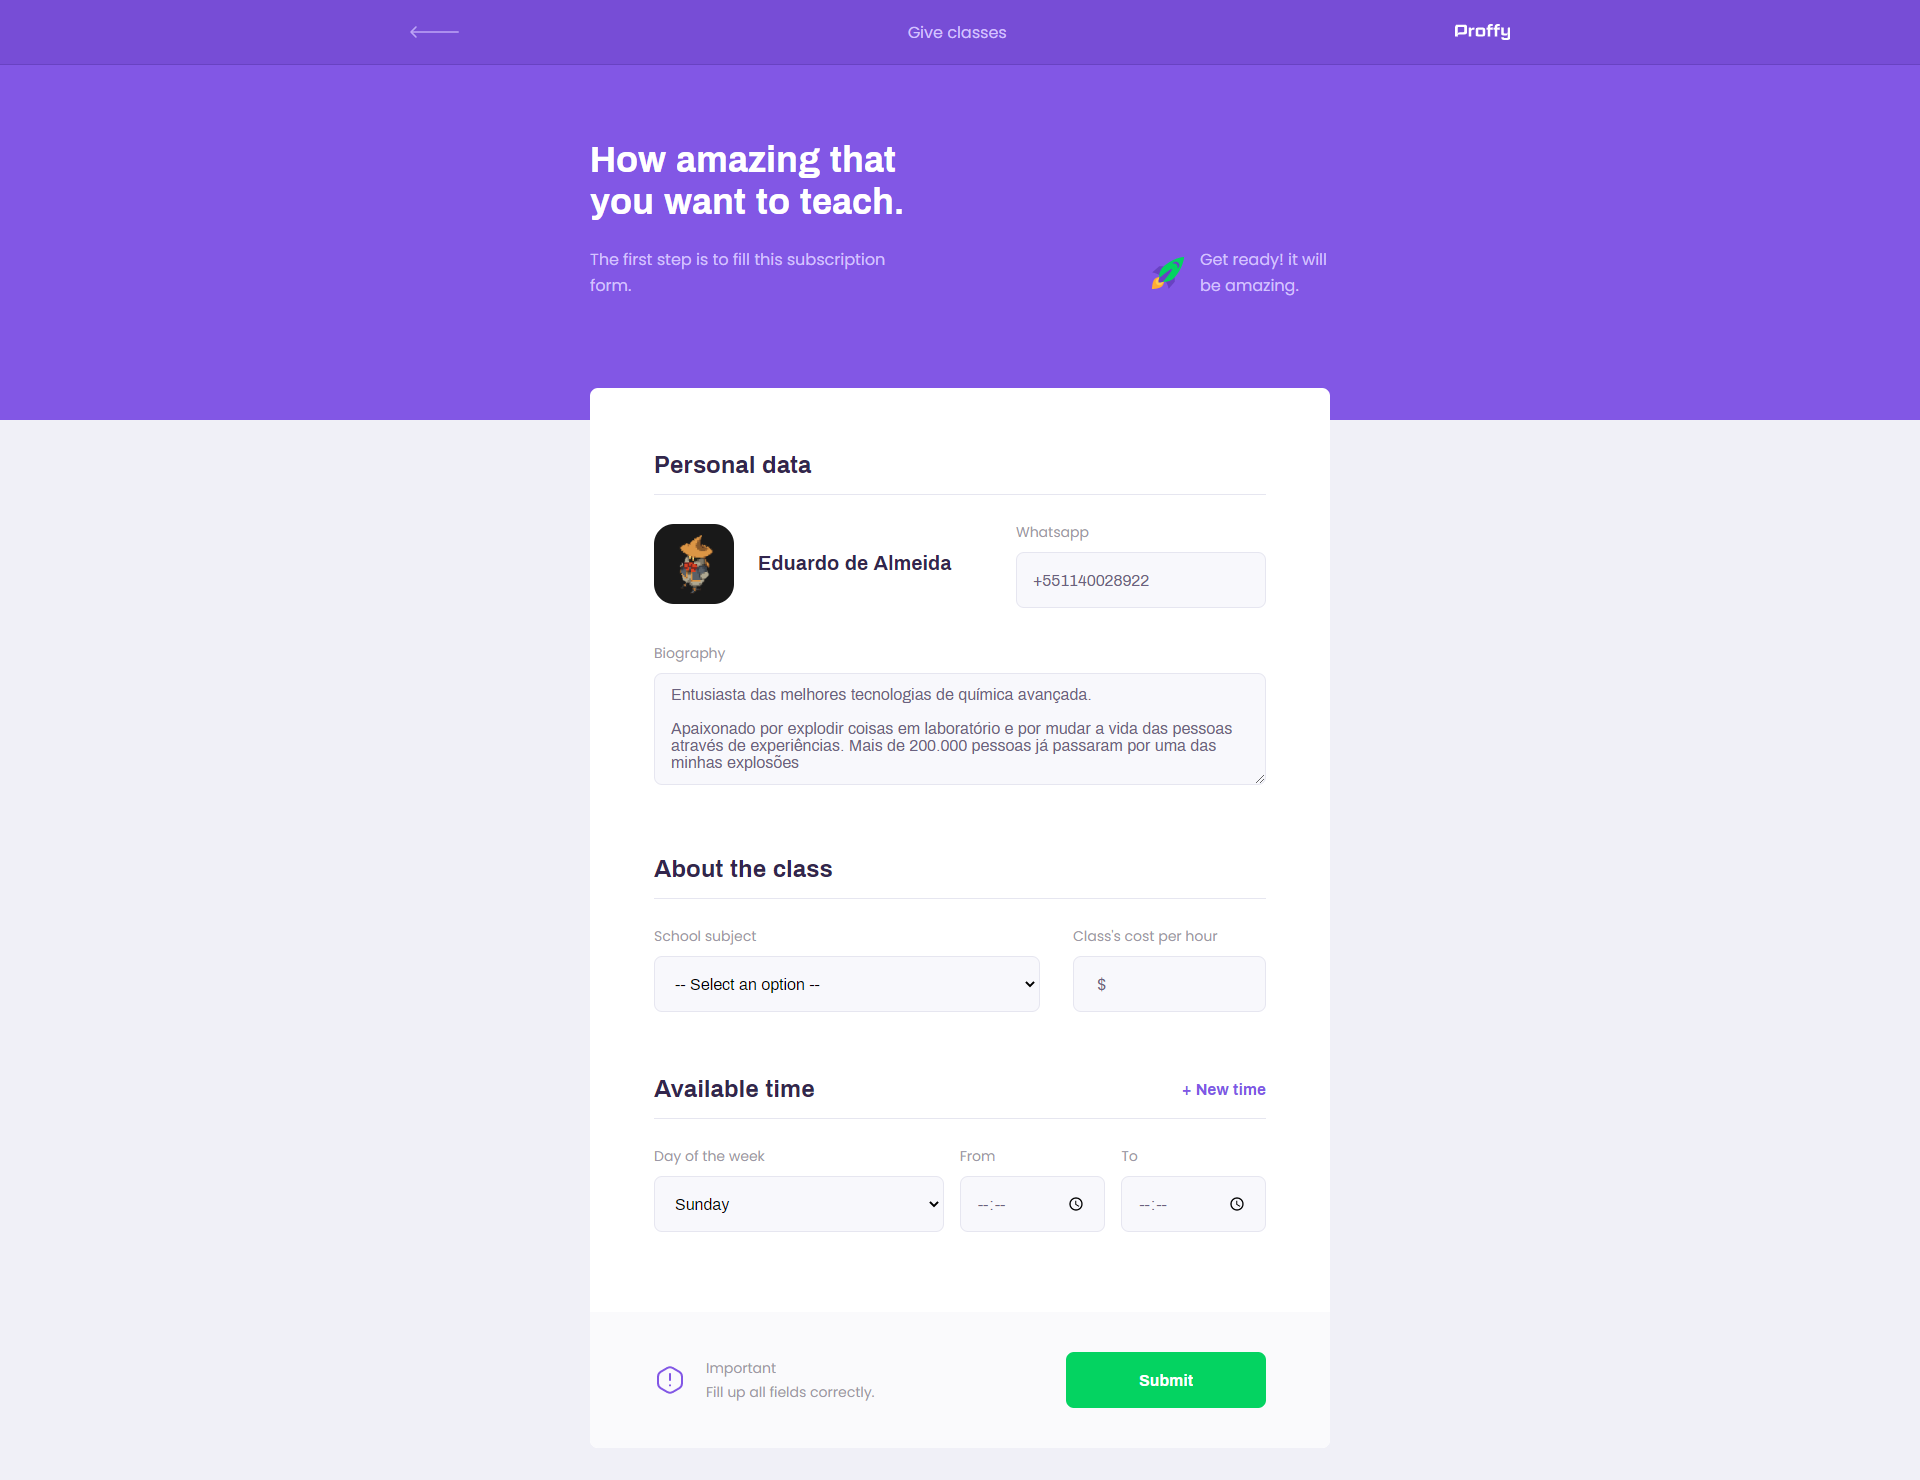 Give classes
Proffy
How amazing that
you want to teach.
The first step is to fill this subscription
form.
Get ready! it will
be amazing.
Personal data
Eduardo de Almeida
Whatsapp
+551140028922
Biography
Entusiasta das melhores tecnologias de química avançada.
Apaixonado por explodir coisas em laboratório e por mudar a vida das pessoas
através de experiências. Mais de 200.000 pessoas já passaram por uma das
minhas explosões
About the class
School subject
Class's cost per hour
-- Select an option --
$
Available time
+ New time
Day of the week
From
To
Sunday
--:--
--:--
Important
Fill up all fields correctly.
Submit